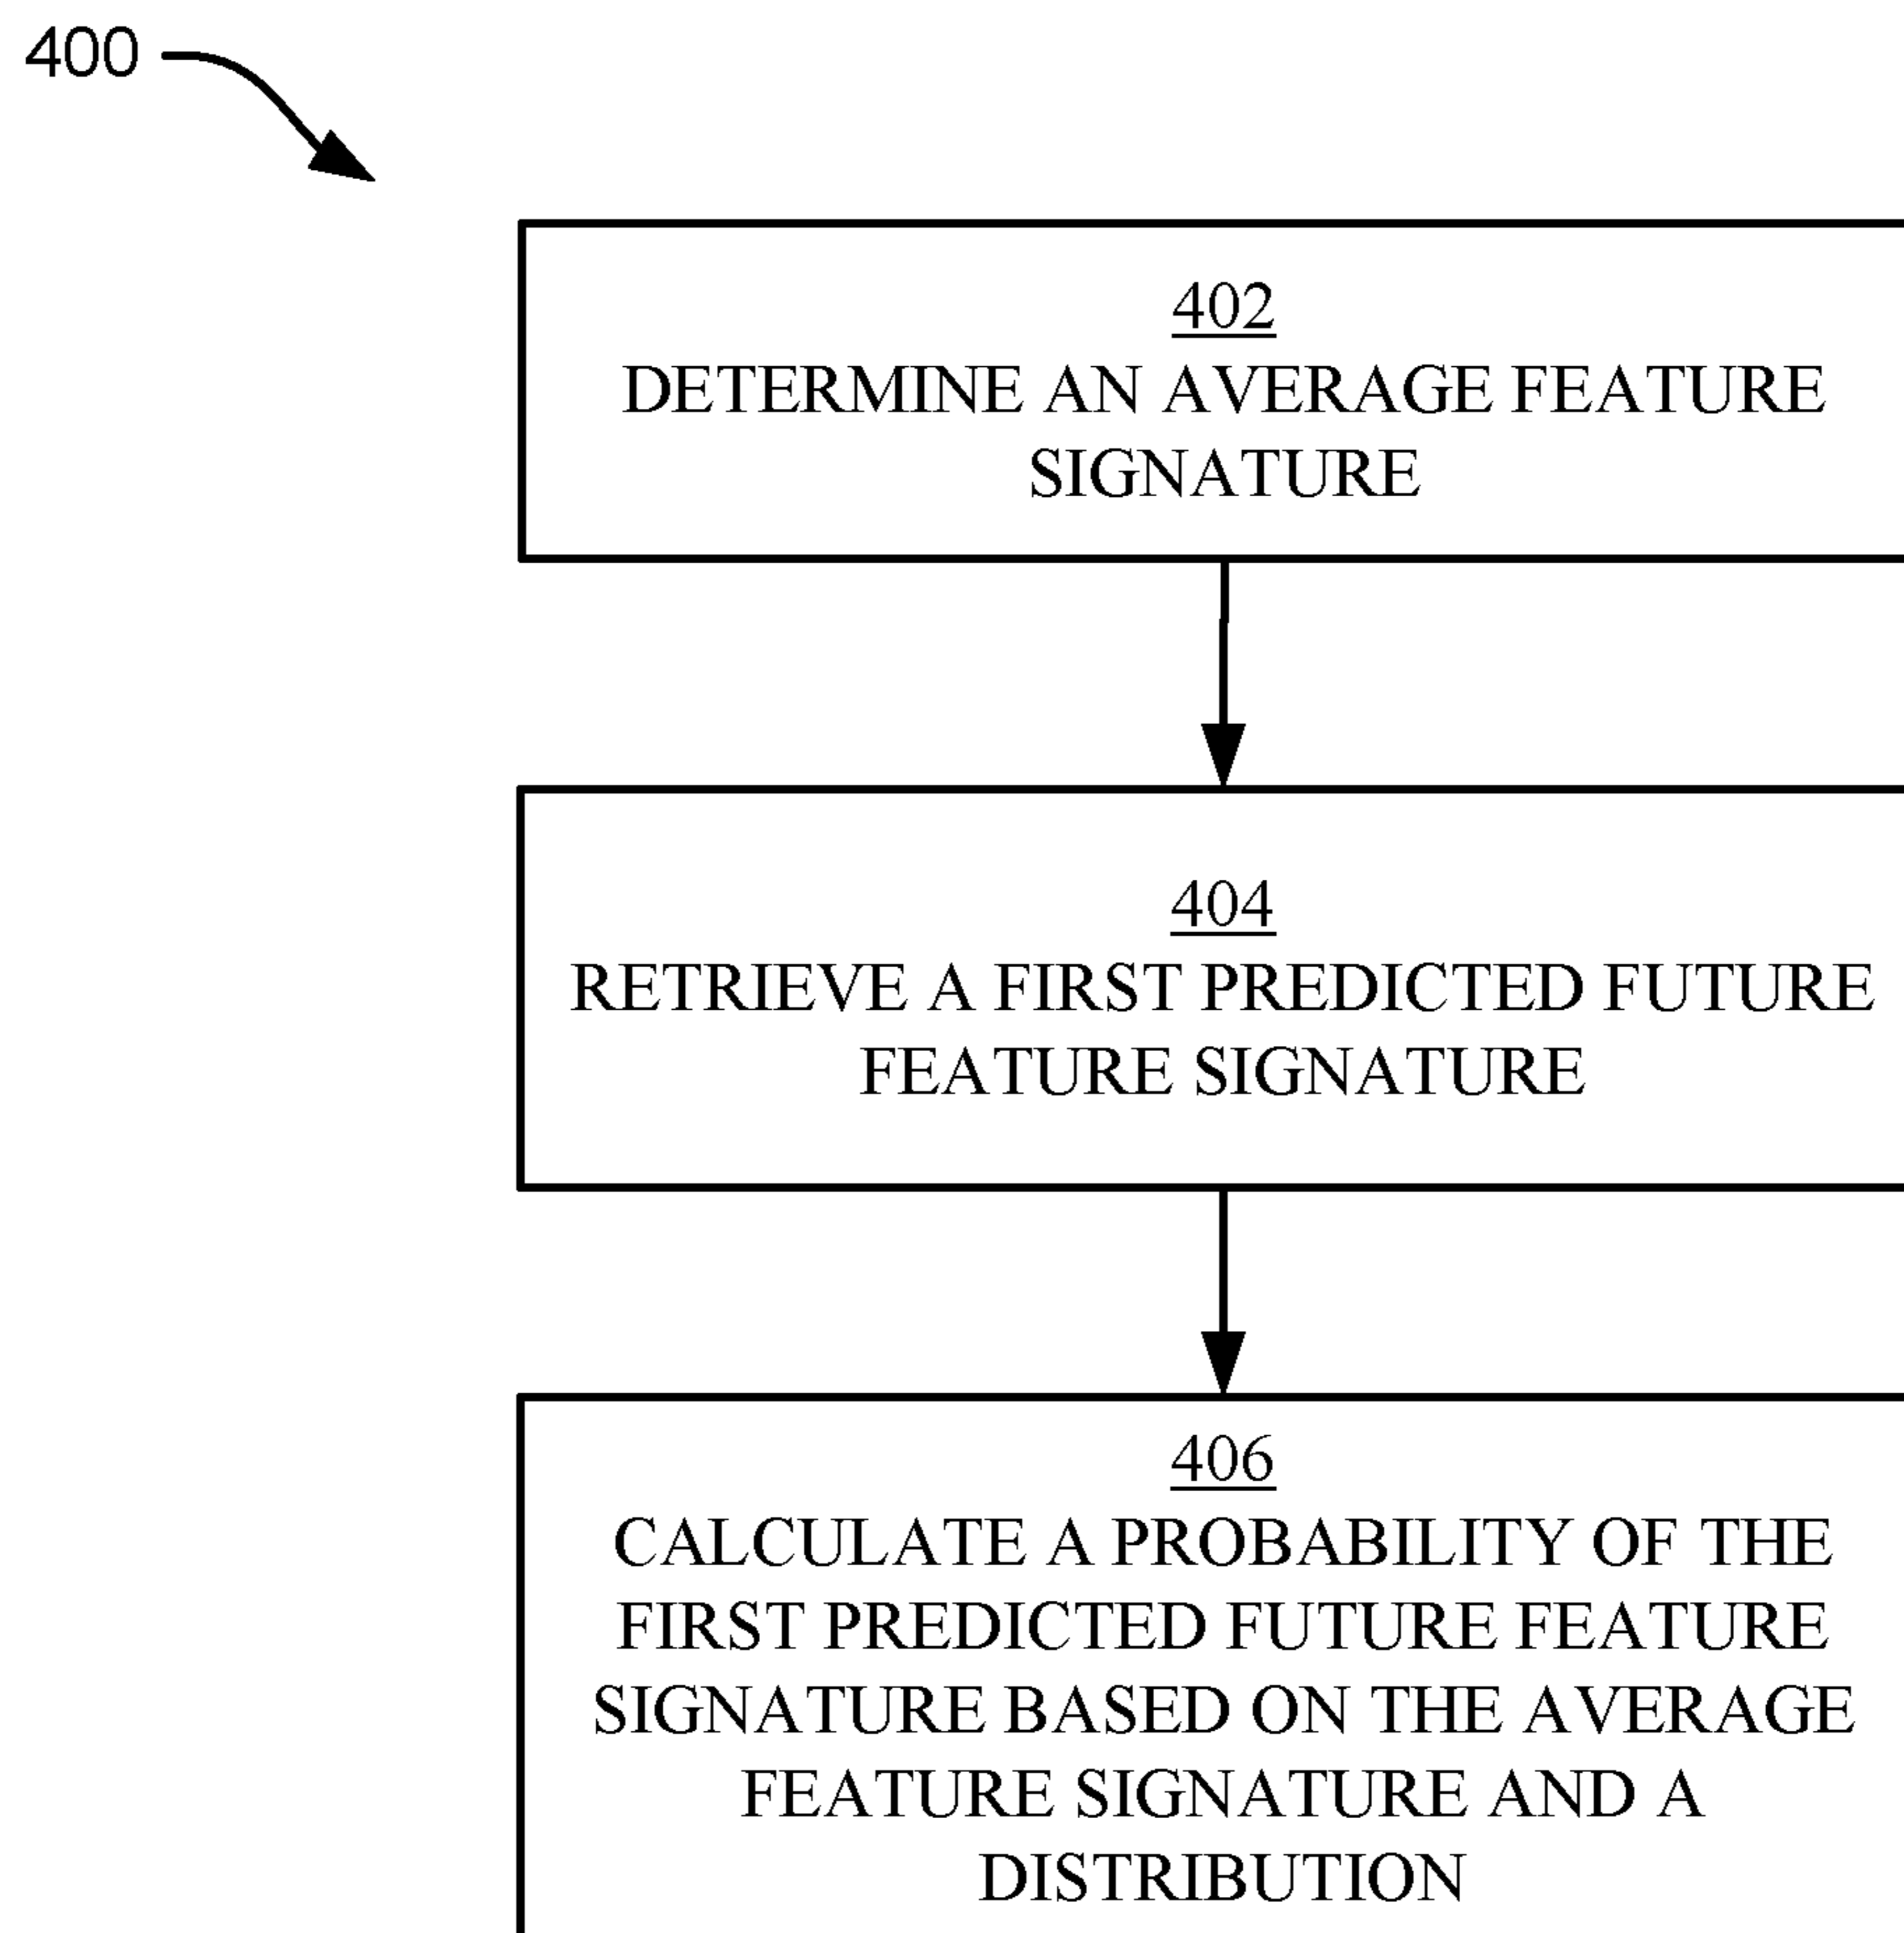 400
402
DETERMINE AN AVERAGE FEATURE
SIGNATURE
404
RETRIEVE A FIRST PREDICTED FUTURE
FEATURE SIGNATURE
406
CALCULATE A PROBABILITY OF THE
FIRST PREDICTED FUTURE FEATURE
SIGNATURE BASED ON THE AVERAGE
FEATURE SIGNATURE AND A
DISTRIBUTION